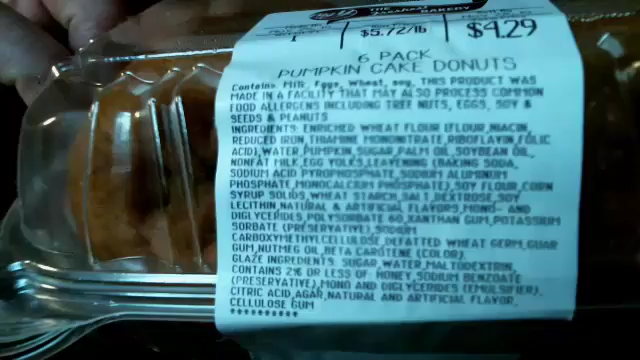 THE
BAKERY
1 $5.72/lb $4.29
6 PACK
PUMPKIN CAKE DONUTS
Contains: Milk, Eggs, Wheat, soy, THIS PRODUCT WAS
MADE IN A FACILITY THAT MAY ALSO PROCESS COMMON
FOOD ALLERGENS INCLUDING TREE NUTS, EGGS, SOY &
SEEDS & PEANUTS
INGREDIENTS: ENRICHED WHEAT FLOUR (FLOUR,NIACIN,
REDUCED IRON,THIAMINE MONONITRATE,RIBOFLAVIN,FOLIC
ACID),WATER,PUMPKIN,SUGAR,PALM OIL,SOYBEAN OIL,
NONFAT MILK,EGG YOLKS,LEAVENING (BAKING SODA,
SODIUM ACID PYROPHOSPHATE,SODIUM ALUMINUM
PHOSPHATE,MONOCALCIUM PHOSPHATE),SOY FLOUR,CORN
SYRUP SOLIDS,WHEAT STARCH,SALT,DEXTROSE,SOY
LECITHIN,NATURAL & ARTIFICIAL FLAVORS,MONO- AND
DIGLYCERIDES,POLYSORBATE 60,XANTHAN GUM,POTASSIUM
SORBATE (PRESERVATIVE),SODIUM
CARBOXYMETHYLCELLULOSE,DEFATTED WHEAT GERM,GUAR
GUM,NUTMEG OIL,BETA CAROTENE (COLOR).
GLAZE INGREDIENTS: SUGAR,WATER,MALTODEXTRIN,
CONTAINS 2% OR LESS OF: HONEY,SODIUM BENZOATE
(PRESERVATIVE),MONO AND DIGLYCERIDES (EMULSIFIER),
CITRIC ACID,AGAR,NATURAL AND ARTIFICIAL FLAVOR,
CELLULOSE GUM
**********